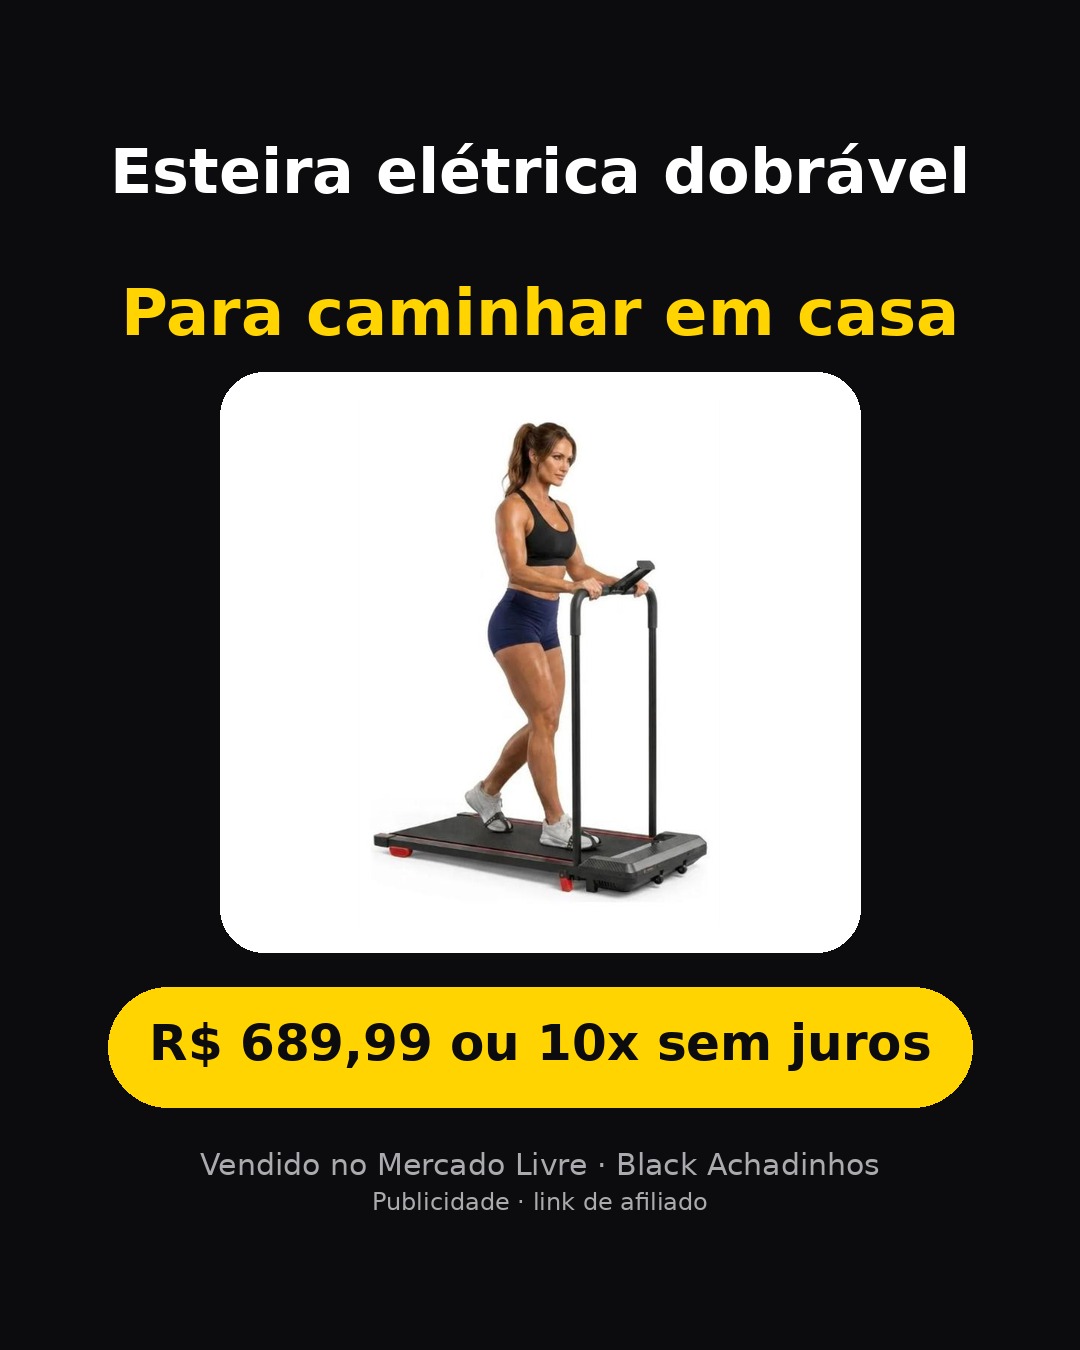 Esteira elétrica dobrável
Para caminhar em casa
R$ 689,99 ou 10x sem juros
Vendido no Mercado Livre · Black Achadinhos
Publicidade · link de afiliado